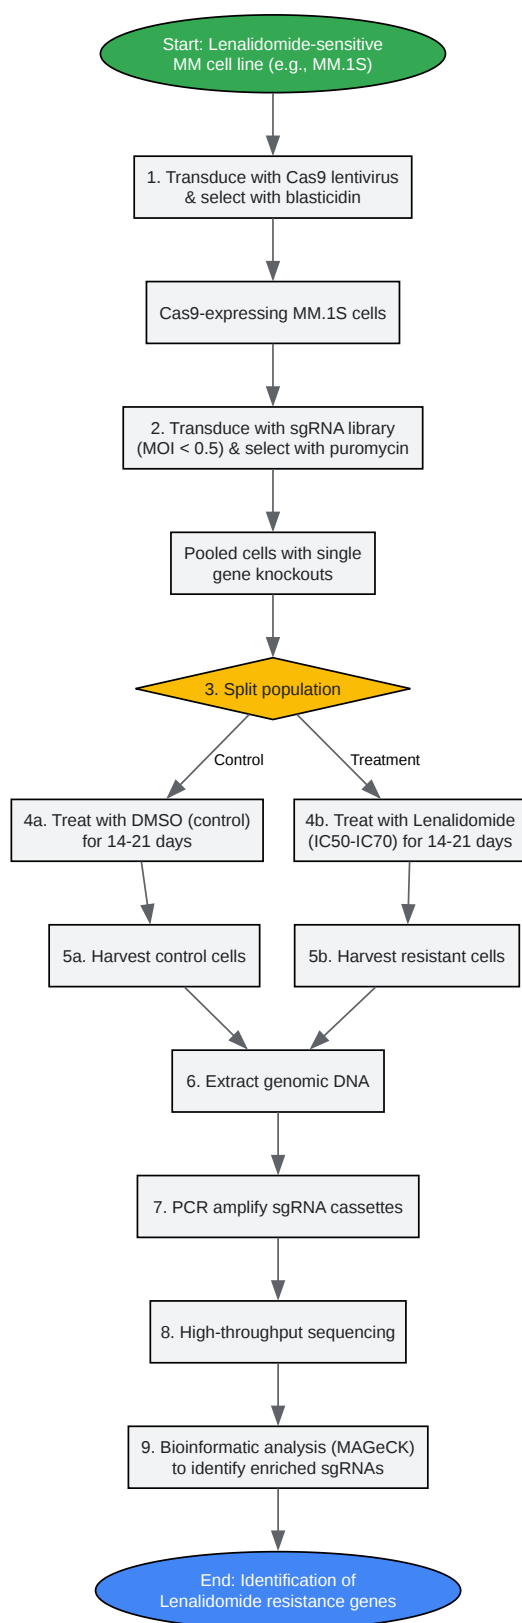 Start: Lenalidomide-sensitive
MM cell line (e.g., MM.1S)
1. Transduce with Cas9 lentivirus
& select with blasticidin
Cas9-expressing MM.1S cells
2. Transduce with sgRNA library
(MOI < 0.5) & select with puromycin
Pooled cells with single
gene knockouts
3. Split population
Control
Treatment
4a. Treat with DMSO (control)
for 14-21 days
4b. Treat with Lenalidomide
(IC50-IC70) for 14-21 days
5a. Harvest control cells
5b. Harvest resistant cells
6. Extract genomic DNA
7. PCR amplify sgRNA cassettes
8. High-throughput sequencing
9. Bioinformatic analysis (MAGeCK)
to identify enriched sgRNAs
End: Identification of
Lenalidomide resistance genes